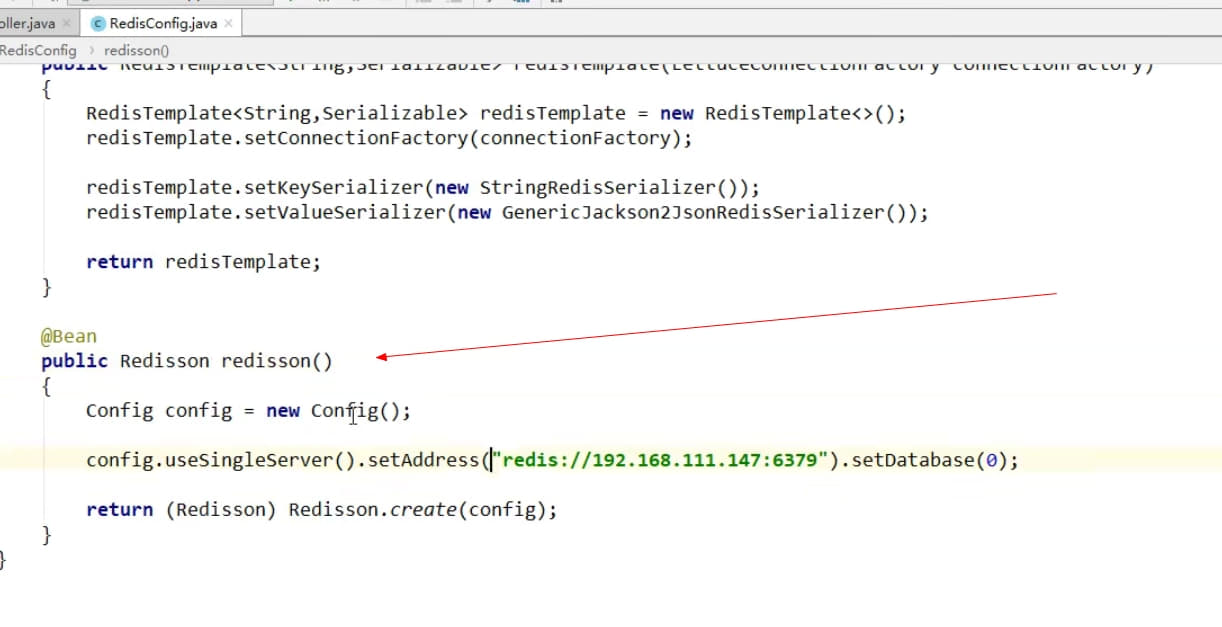 oller.java
RedisConfig.java
RedisConfig
redisson()
public RedisTemplate<String,Serializable> redisTemplate(LettuceConnectionFactory connectionFactory)
{
RedisTemplate<String,Serializable> redisTemplate = new RedisTemplate<>();
redisTemplate.setConnectionFactory(connectionFactory);
redisTemplate.setKeySerializer(new StringRedisSerializer());
redisTemplate.setValueSerializer(new GenericJackson2JsonRedisSerializer());
return redisTemplate;
}
@Bean
public Redisson redisson()
{
Config config = new Config();
config.useSingleServer().setAddress("redis://192.168.111.147:6379").setDatabase(0);
return (Redisson) Redisson.create(config);
}
}